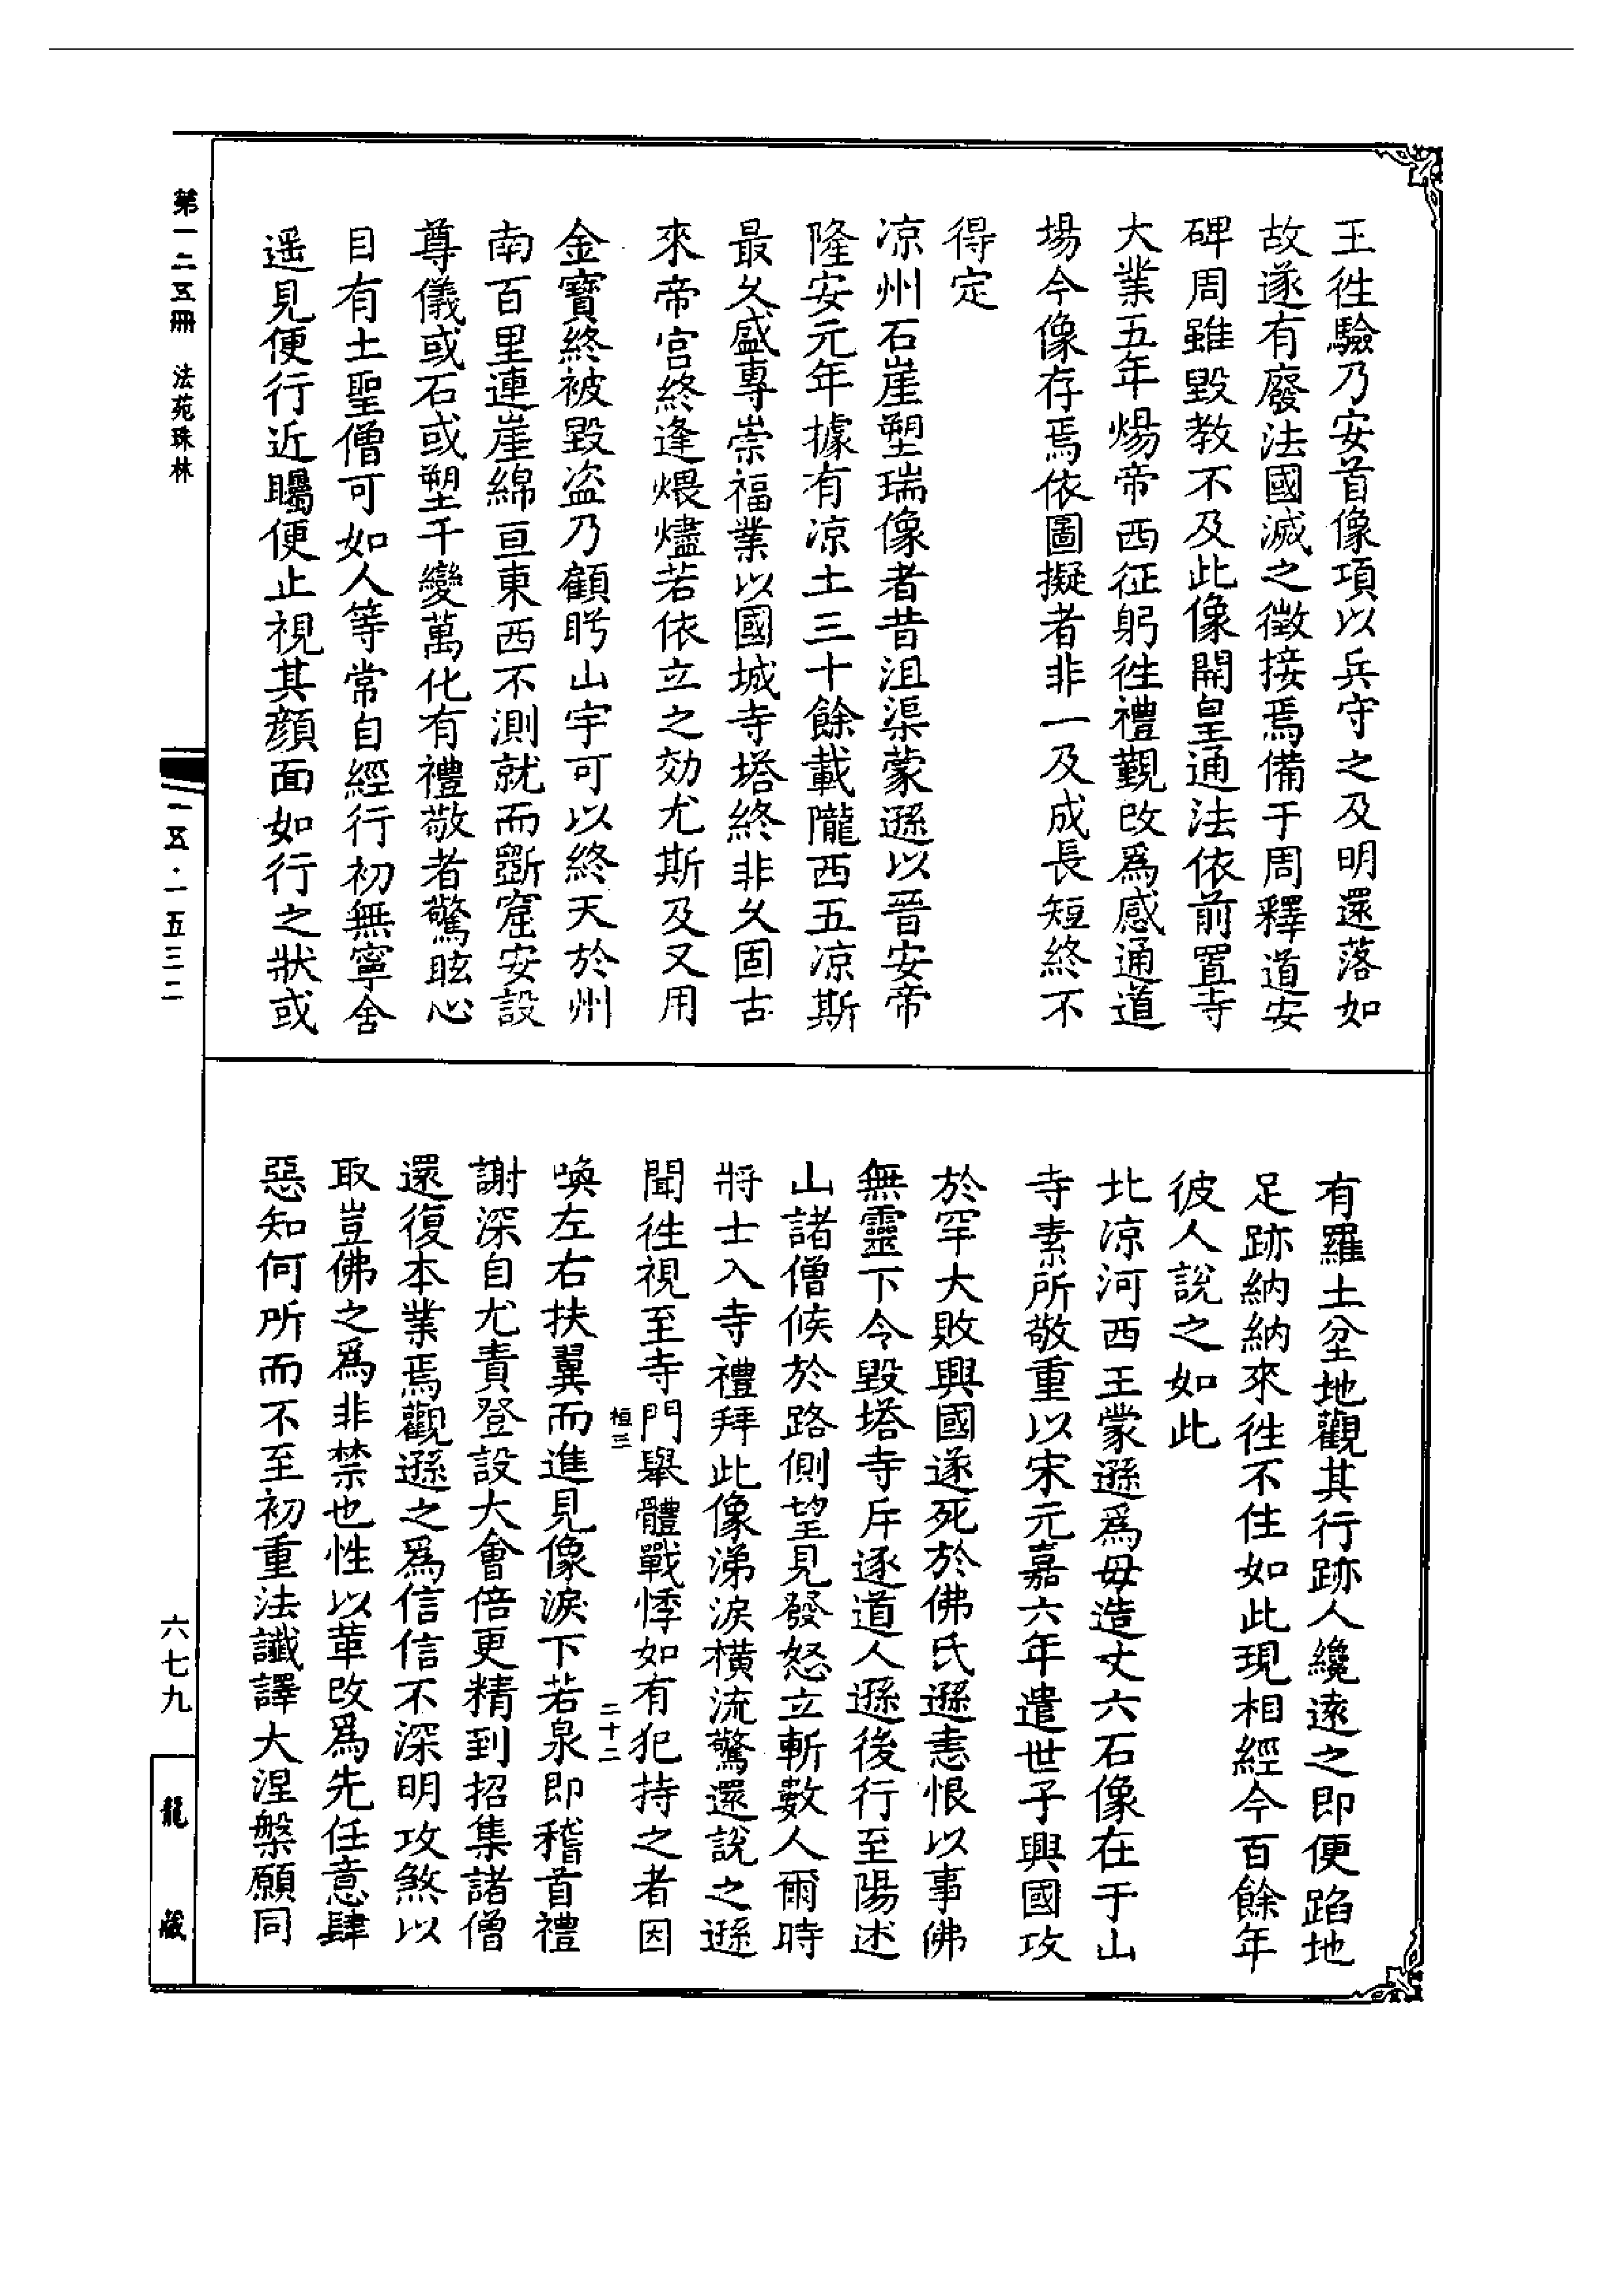 王徃驗乃安首像項以兵守之及明還落如
故遂有廢法國滅之徵接焉備于周釋道安
碑周雖毀教不及此像開皇通法依前置寺
大業五年煬帝西征躬徃禮覲改爲感通道
場今像存焉依圖擬者非一及成長短終不
得定
凉州石崖塑瑞像者昔沮渠蒙遜以晉安帝
隆安元年據有凉土三十餘載隴西五凉斯
最久盛專崇福業以國城寺塔終非久固古
來帝宫終逢煨燼若依立之効尤斯及又用
金寶終被毀盗乃顧眄山宇可以終天於州
南百里連崖綿亘東西不測就而斲窟安設
尊儀或石或塑千變萬化有禮敬者驚眩心
目有土聖僧可如人等常自經行初無寧舍
遥見便行近矚便止視其顔面如行之狀或
有羅土坌地觀其行跡人纔逺之即便蹈地
足跡納納來徃不住如此現相經今百餘年
彼人說之如此
北凉河西王蒙遜爲母造丈六石像在于山
寺素所敬重以宋元嘉六年遣世子興國攻
於罕大敗興國遂死於佛氏遜恚恨以事佛
無靈下令毀塔寺斥逐道人遜後行至陽述
山諸僧候於路側望見發怒立斬數人爾時
將士入寺禮拜此像涕淚横流驚還說之遜
聞徃視至寺門舉體戰悸如有犯持之者因
桓三
二十二
喚左右扶翼而進見像淚下若泉即稽首禮
謝深自尤責登設大會倍更精到招集諸僧
還復本業焉觀遜之爲信信不深明攻煞以
取豈佛之爲非禁也性以革改爲先任意肆
惡知何所而不至初重法讖譯大涅槃願同
第一二五冊　法苑珠林
一五·一五三二
六七九
龍藏